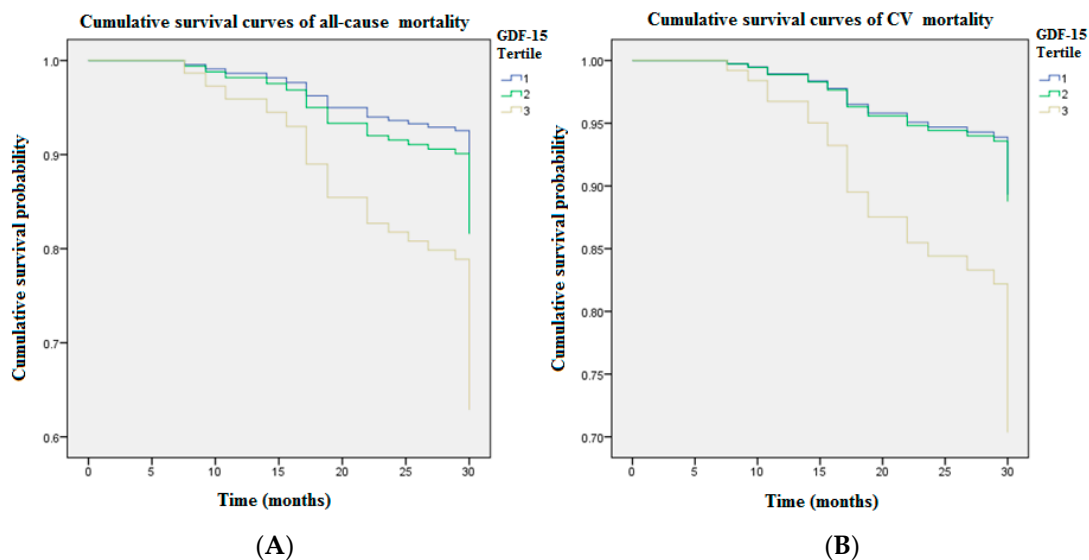 Cumulative survival curves of all-cause mortality
GDF-15
Tertile
1
2
3
1.0
0.9
0.8
0.7
0.6
Cumulative survival probability
0
5
10
15
20
25
30
Time (months)
(A)
Cumulative survival curves of CV mortality
GDF-15
Tertile
1
2
3
1.00
0.95
0.90
0.85
0.80
0.75
0.70
Cumulative survival probability
0
5
10
15
20
25
30
Time (months)
(B)